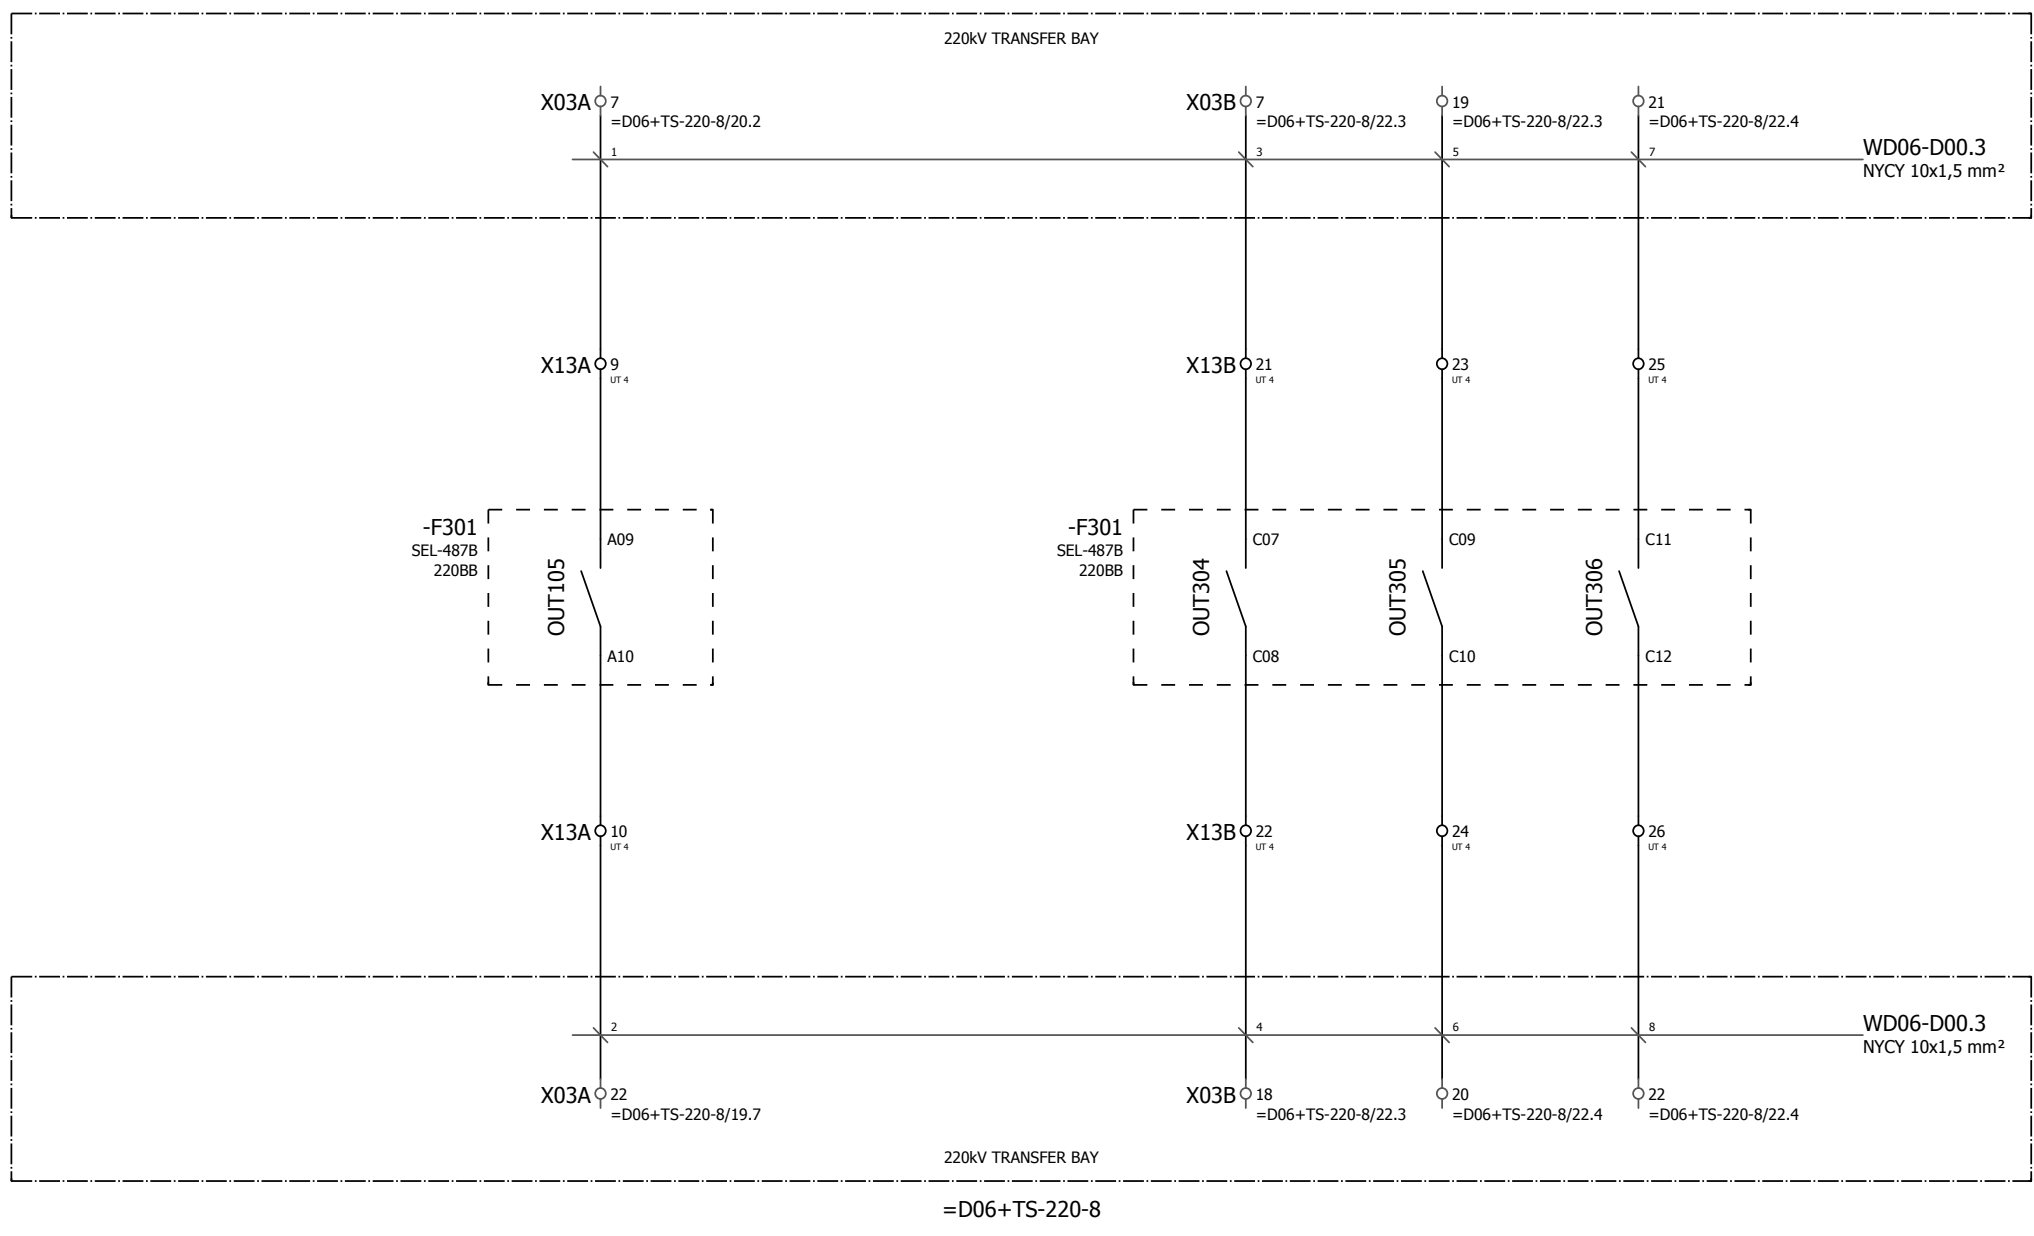 220kV TRANSFER BAY
X03A 7 X03B 7 19 21
=D06+TS-220-8/20.2 =D06+TS-220-8/22.3 =D06+TS-220-8/22.3 =D06+TS-220-8/22.4
1 3 5 7 WD06-D00.3
NYCY 10x1,5 mm²
X13A 9 X13B 21 23 25
UT 4 UT 4 UT 4 UT 4
-F301 -F301
SEL-487B A09 SEL-487B C07 C09 C11
220BB 220BB
OUT105 OUT304 OUT305 OUT306
A10 C08 C10 C12
X13A 10 X13B 22 24 26
UT 4 UT 4 UT 4 UT 4
2 4 6 8 WD06-D00.3
NYCY 10x1,5 mm²
X03A 22 X03B 18 20 22
=D06+TS-220-8/19.7 =D06+TS-220-8/22.3 =D06+TS-220-8/22.4 =D06+TS-220-8/22.4
220kV TRANSFER BAY
=D06+TS-220-8